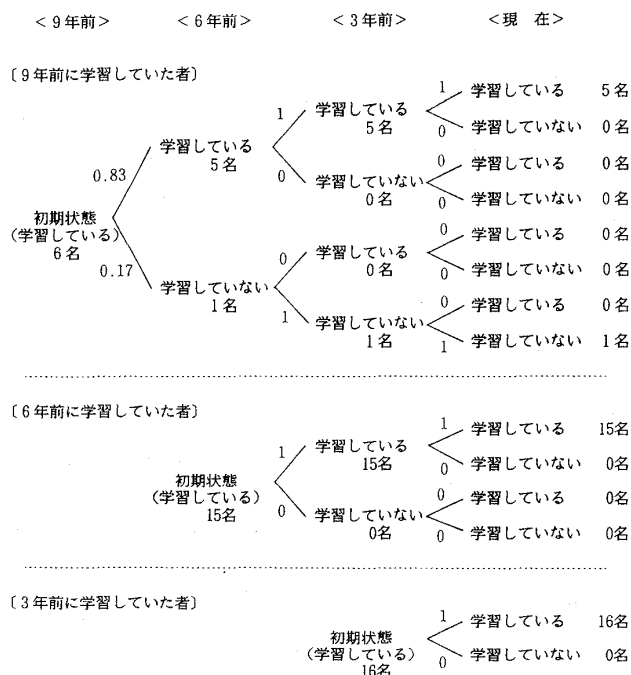 ＜9年前＞ ＜6年前＞ ＜3年前＞ ＜現　在＞
〔9年前に学習していた者〕
1 学習している 5名
1 学習している
5名
0 学習していない 0名
学習している
5名
0 学習している 0名
0 学習していない
0名
0.83
0 学習していない 0名
初期状態
（学習している）
6名
0 学習している 0名
0 学習している
0名
0.17
0 学習していない 0名
学習していない
1名
0 学習している 0名
1 学習していない
1名
1 学習していない 1名
〔6年前に学習していた者〕
1 学習している 15名
1 学習している
15名
0 学習していない 0名
初期状態
（学習している）
15名
0 学習している 0名
0 学習していない
0名
0 学習していない 0名
〔3年前に学習していた者〕
1 学習している 16名
初期状態
（学習している）
16名
0 学習していない 0名